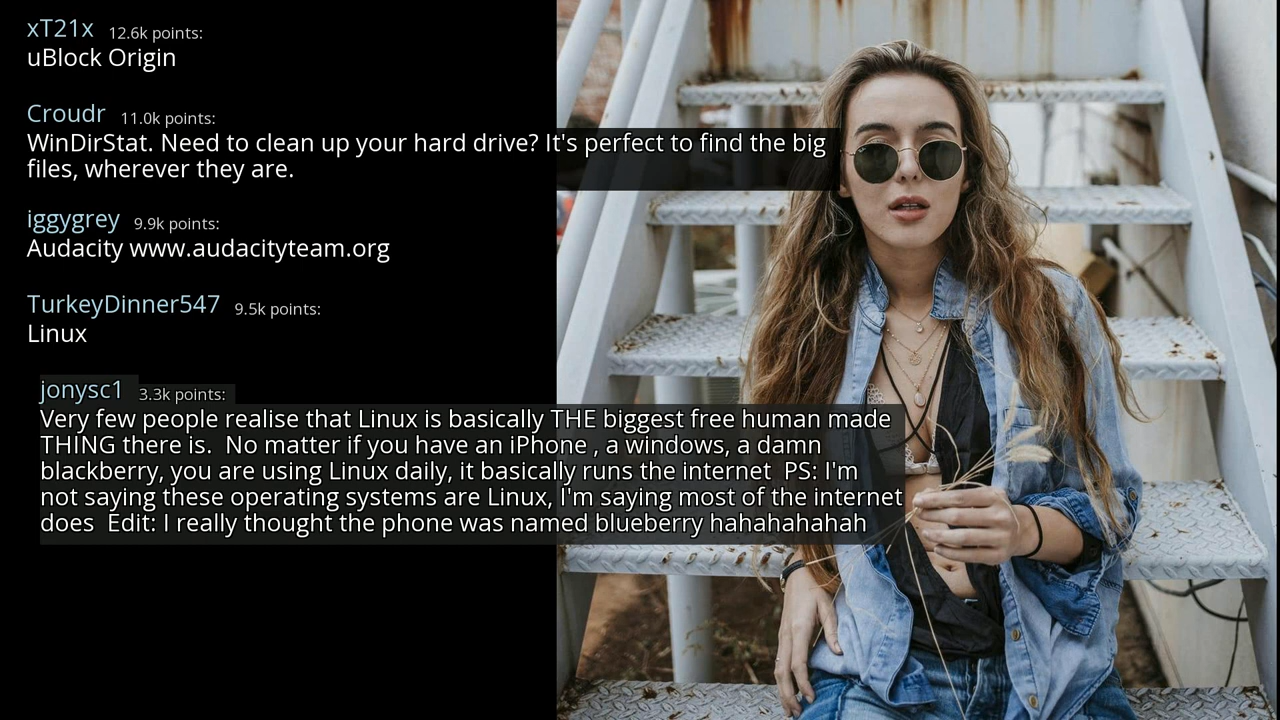 xT21x 12.6k points:
uBlock Origin
Croudr 11.0k points:
WinDirStat. Need to clean up your hard drive? It's perfect to find the big
files, wherever they are.
iggygrey 9.9k points:
Audacity www.audacityteam.org
TurkeyDinner547 9.5k points:
Linux
jonysc1 3.3k points:
Very few people realise that Linux is basically THE biggest free human made
THING there is.  No matter if you have an iPhone , a windows, a damn
blackberry, you are using Linux daily, it basically runs the internet  PS: I'm
not saying these operating systems are Linux, I'm saying most of the internet
does  Edit: I really thought the phone was named blueberry hahahahahah